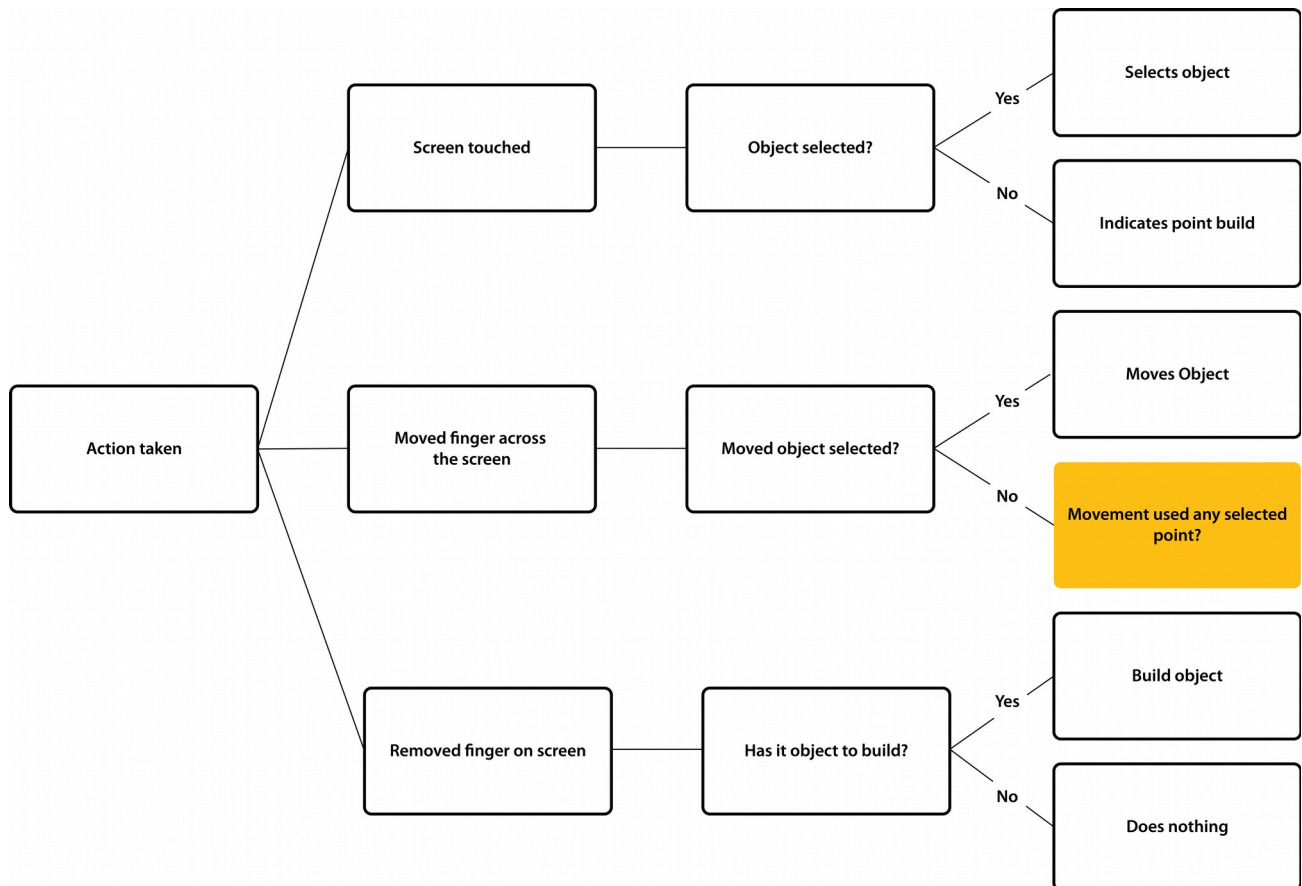 Action taken
Screen touched
Object selected?
Yes
Selects object
No
Indicates point build
Moved finger across
the screen
Moved object selected?
Yes
Moves Object
No
Movement used any selected
point?
Removed finger on screen
Has it object to build?
Yes
Build object
No
Does nothing